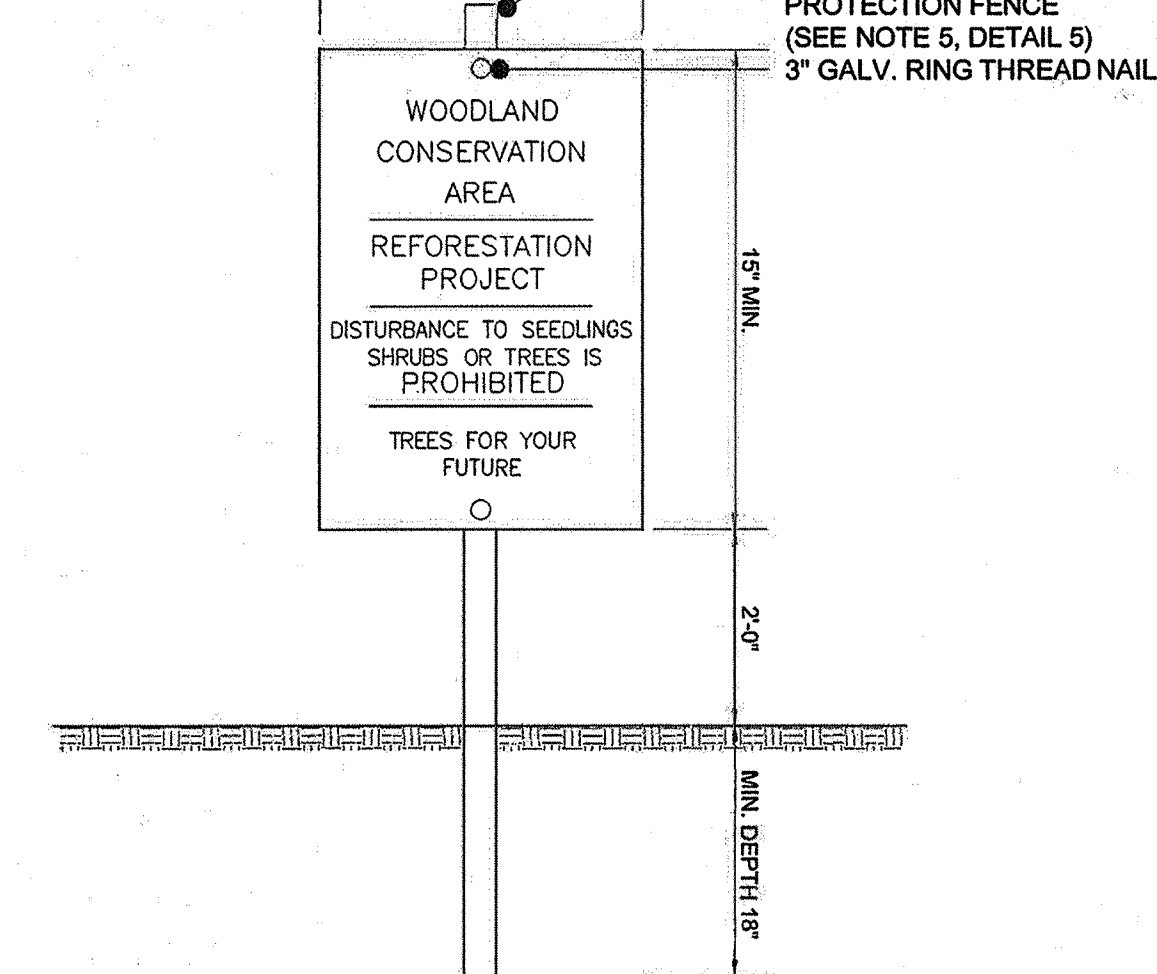 PROTECTION FENCE
(SEE NOTE 5, DETAIL 5)
3" GALV. RING THREAD NAIL
WOODLAND
CONSERVATION
AREA
REFORESTATION
PROJECT
DISTURBANCE TO SEEDLINGS
SHRUBS OR TREES IS
PROHIBITED
TREES FOR YOUR
FUTURE
15" MIN.
2'-0"
MIN. DEPTH 18"